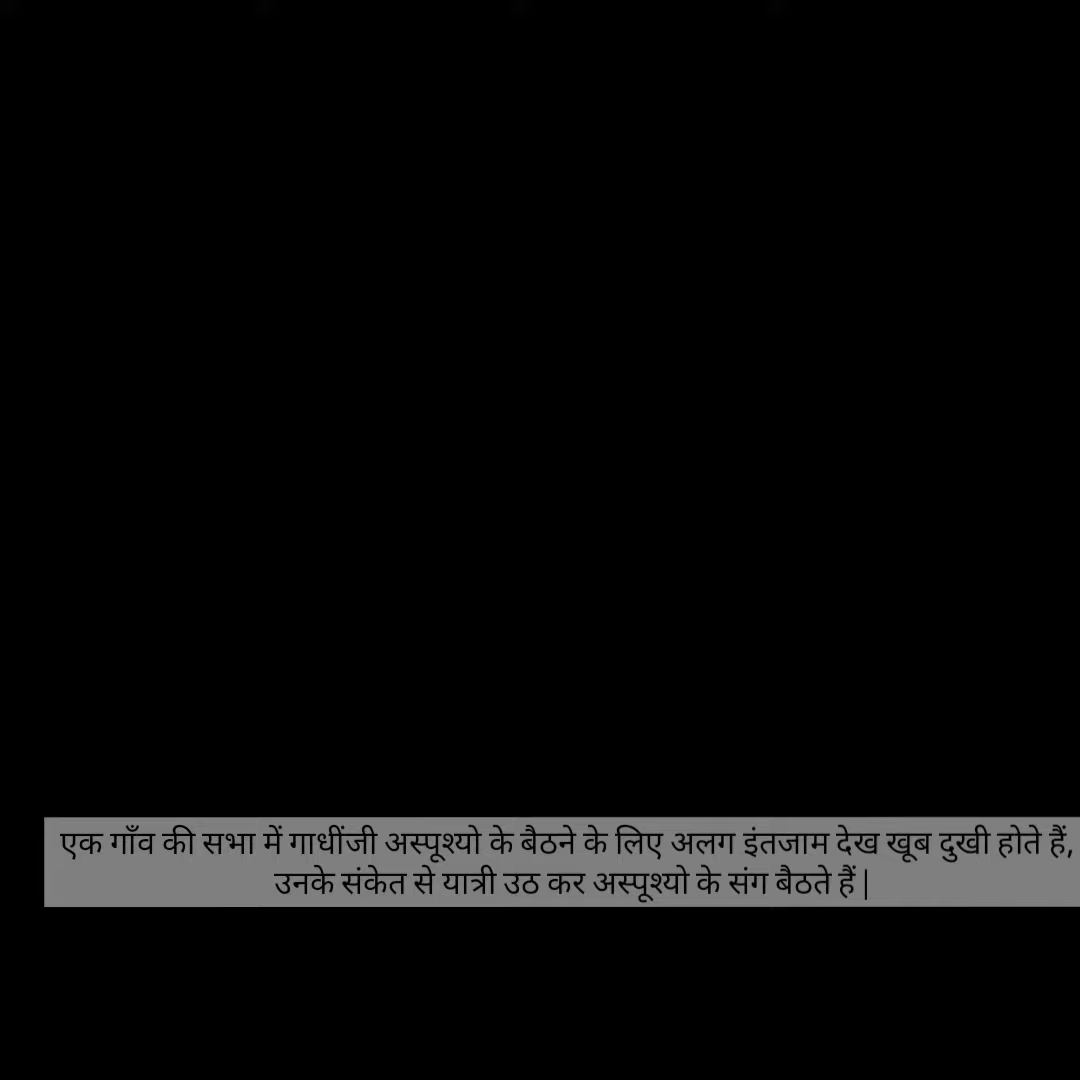 एक गाँव की सभा में गाधींजी अस्पूश्यो के बैठने के लिए अलग इंतजाम देख खूब दुखी होते हैं,
उनके संकेत से यात्री उठ कर अस्पूश्यो के संग बैठते हैं |